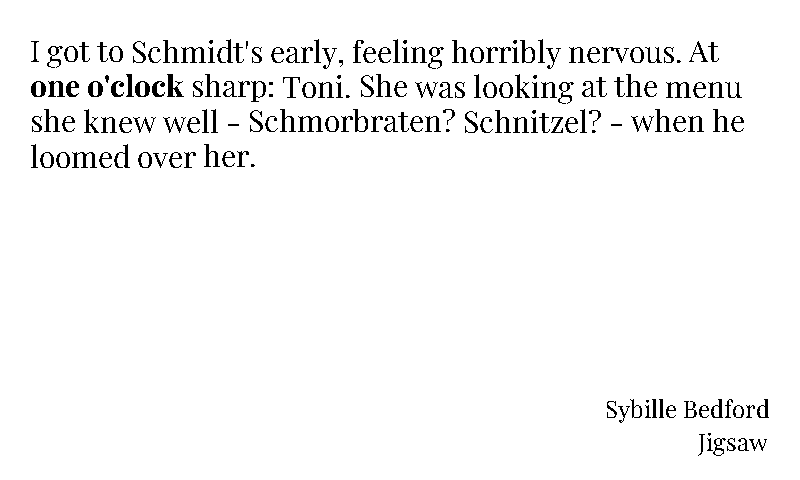 I got to Schmidt's early, feeling horribly nervous. At
one o'clock sharp: Toni. She was looking at the menu
she knew well – Schmorbraten? Schnitzel? – when he
loomed over her.
Sybille Bedford
Jigsaw